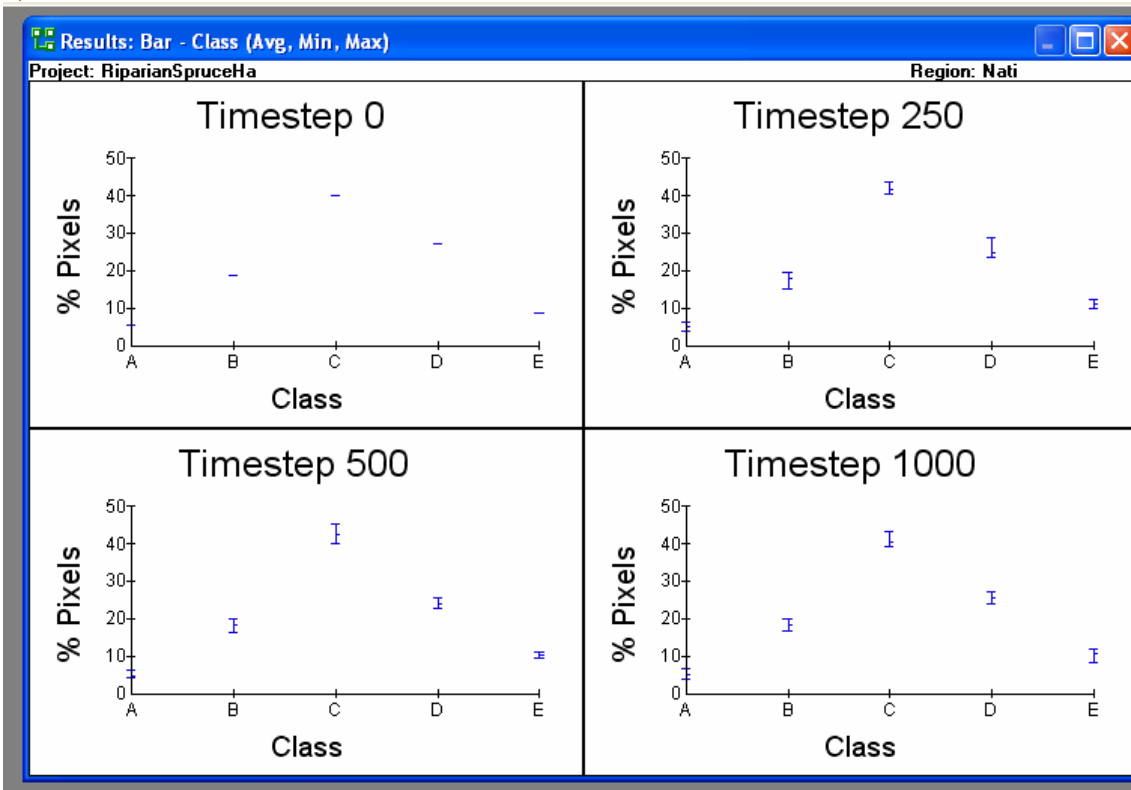 Results: Bar - Class (Avg, Min, Max)
Project: RiparianSpruceHa
Region: Nati
Timestep 0
% Pixels
50
40
30
20
10
0
A B C D E
Class
Timestep 250
% Pixels
50
40
30
20
10
0
A B C D E
Class
Timestep 500
% Pixels
50
40
30
20
10
0
A B C D E
Class
Timestep 1000
% Pixels
50
40
30
20
10
0
A B C D E
Class